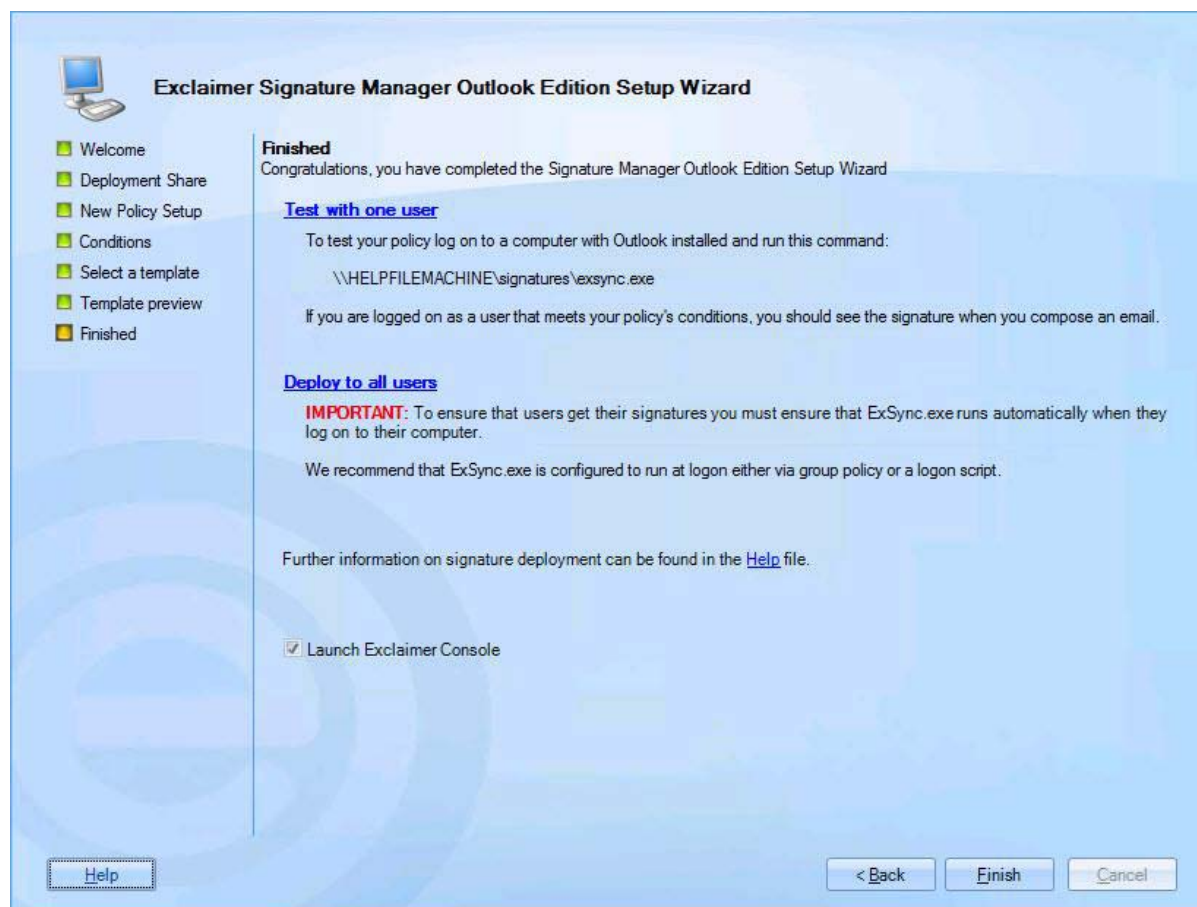 Exclaimer Signature Manager Outlook Edition Setup Wizard
Welcome
Deployment Share
New Policy Setup
Conditions
Select a template
Template preview
Finished
Finished
Congratulations, you have completed the Signature Manager Outlook Edition Setup Wizard
Test with one user
To test your policy log on to a computer with Outlook installed and run this command:
\\HELPFILEMACHINE\signatures\exsync.exe
If you are logged on as a user that meets your policy's conditions, you should see the signature when you compose an email.
Deploy to all users
IMPORTANT: To ensure that users get their signatures you must ensure that ExSync.exe runs automatically when they
log on to their computer.
We recommend that ExSync.exe is configured to run at logon either via group policy or a logon script.
Further information on signature deployment can be found in the Help file.
Launch Exclaimer Console
Help
< Back
Finish
Cancel